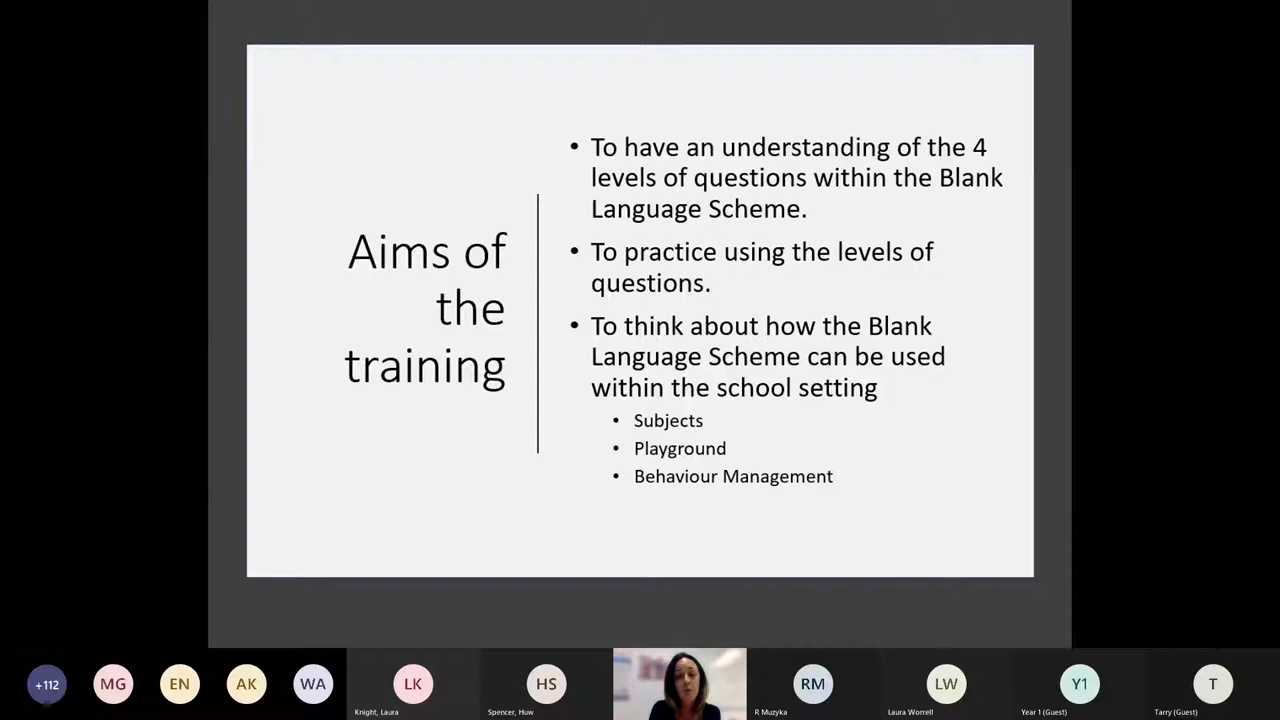 Aims of
the
training
• To have an understanding of the 4
levels of questions within the Blank
Language Scheme.
• To practice using the levels of
questions.
• To think about how the Blank
Language Scheme can be used
within the school setting
• Subjects
• Playground
• Behaviour Management
+112
MG
EN
AK
WA
LK
HS
RM
LW
Y1
T
Knight, Laura
Spencer, Huw
R Muzyka
Laura Worrell
Year 1 (Guest)
Tarry (Guest)